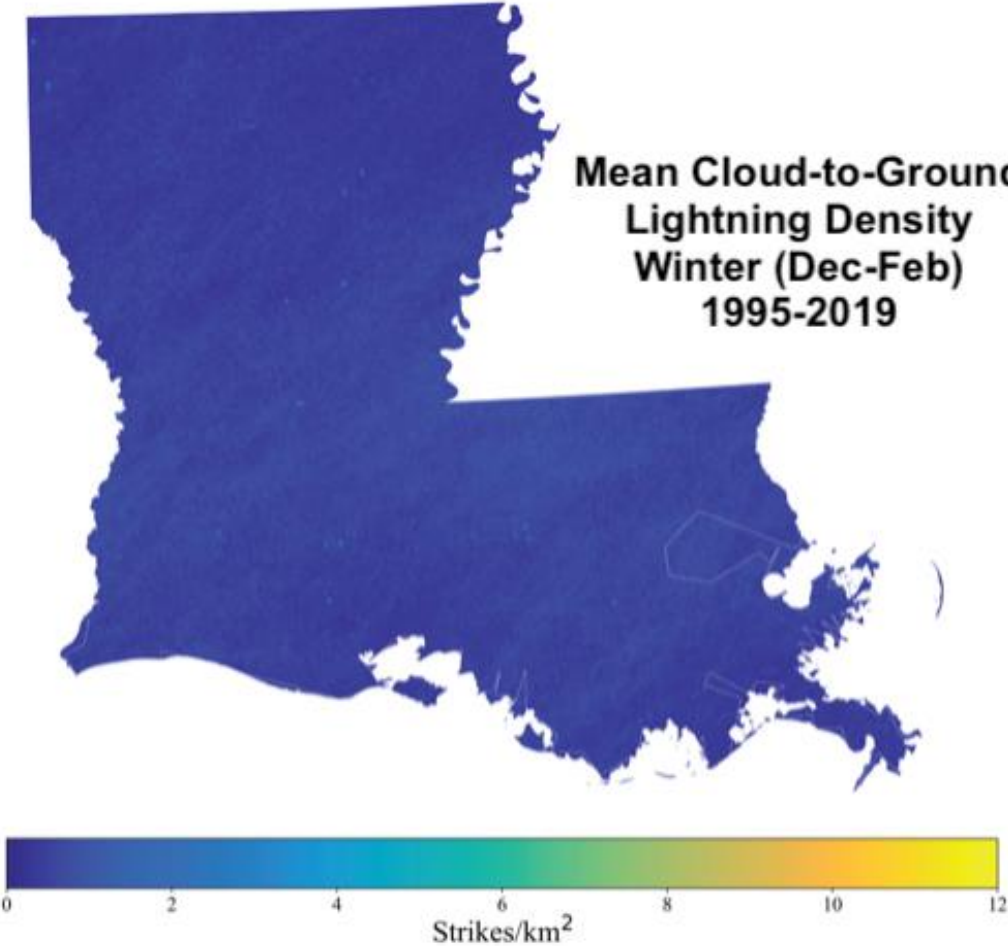 Mean Cloud-to-Ground
Lightning Density
Winter (Dec-Feb)
1995-2019
0 2 4 6 8 10 12
Strikes/km²